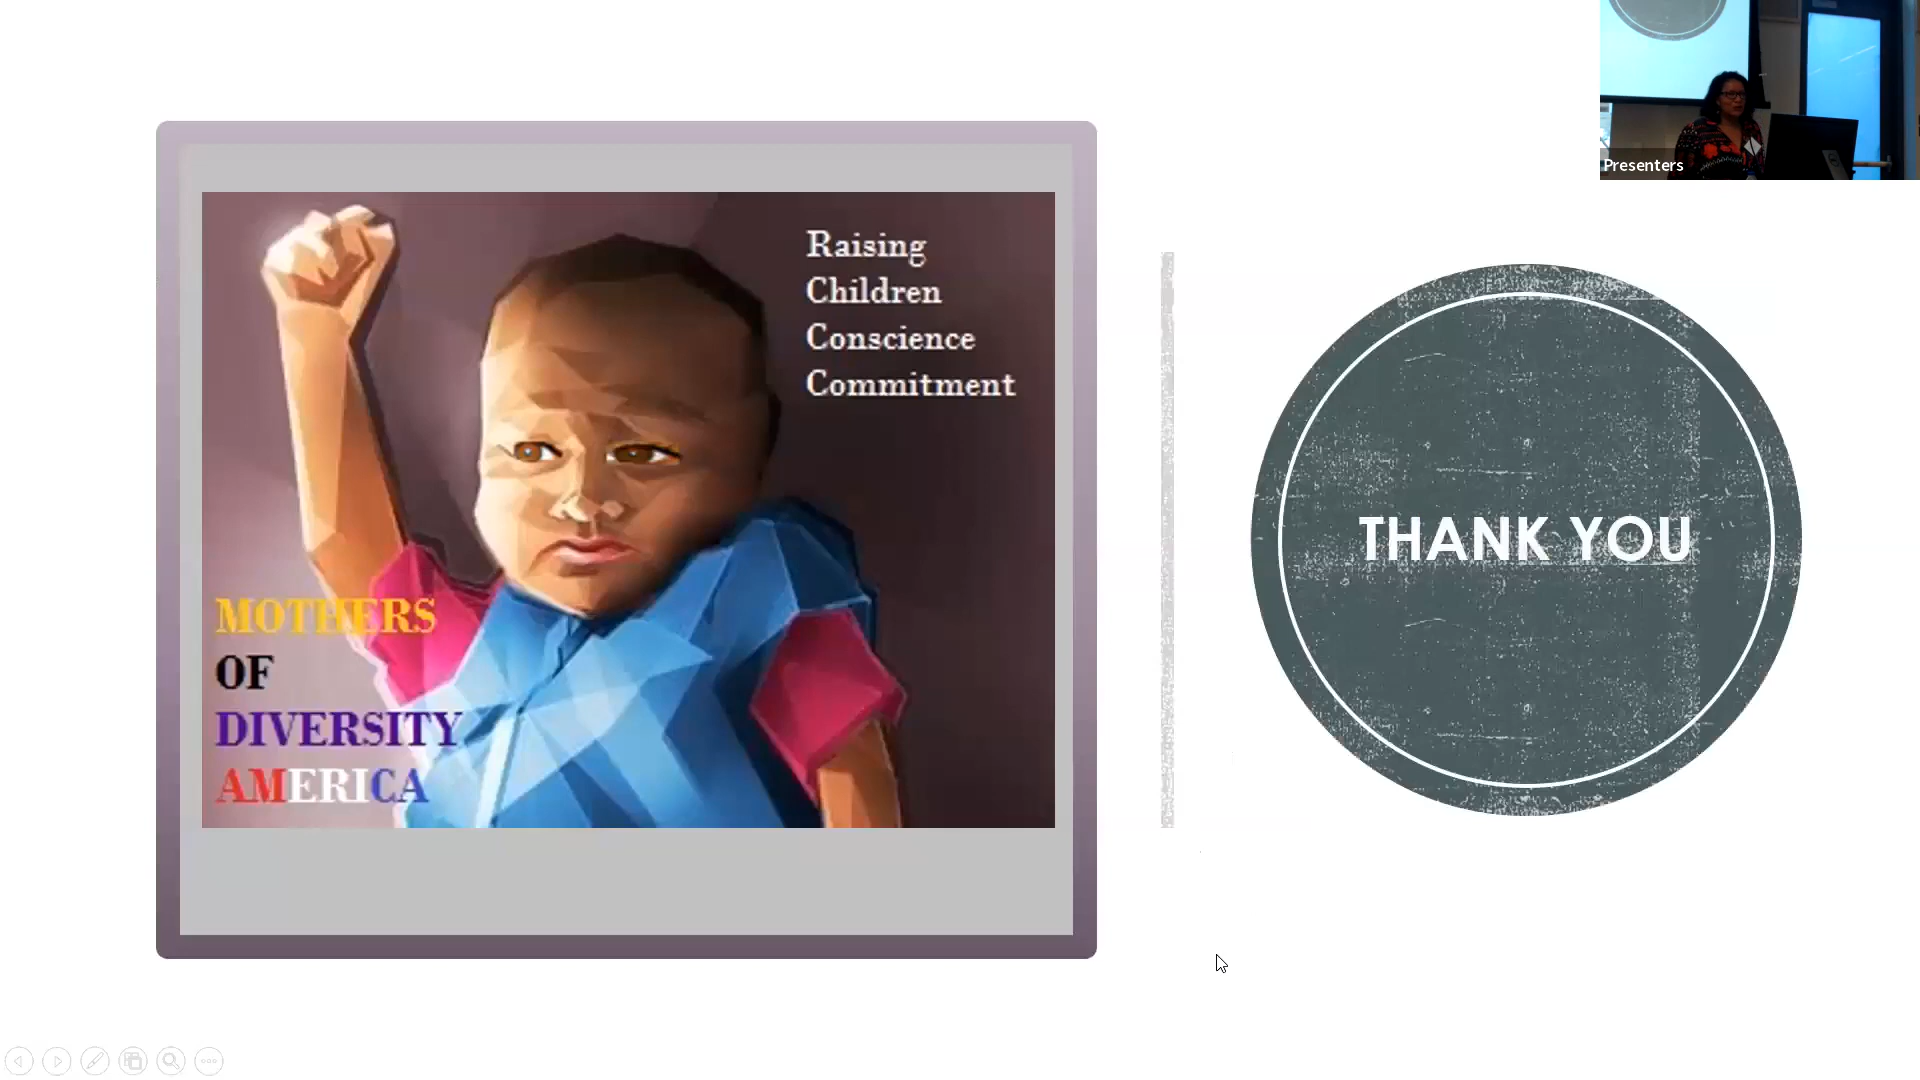 Raising
Children
Conscience
Commitment
MOTHERS
OF
DIVERSITY
AMERICA
THANK YOU
Presenters